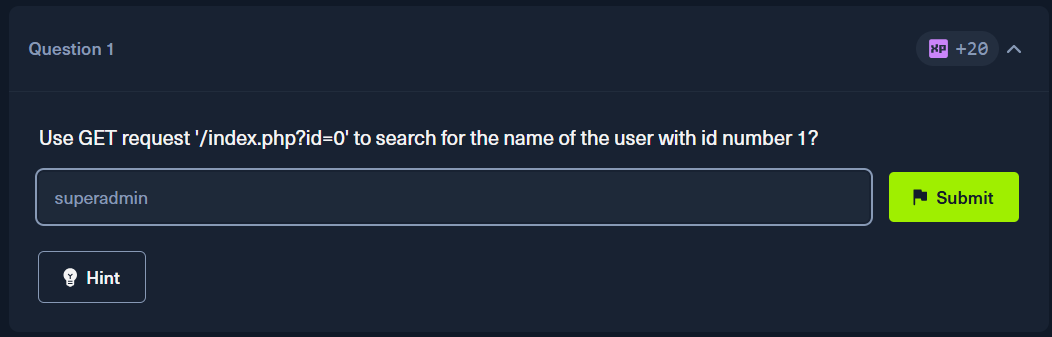 Question 1
XP +20
Use GET request '/index.php?id=0' to search for the name of the user with id number 1?
superadmin
Submit
Hint